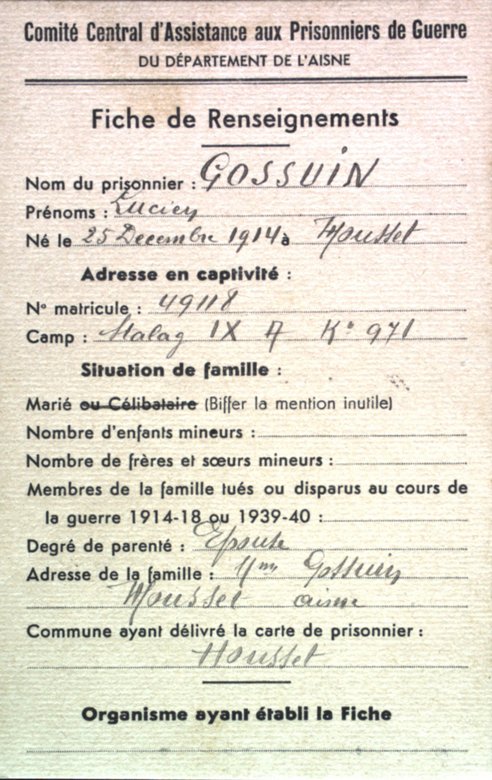 Comité Central d'Assistance aux Prisonniers de Guerre
DU DÉPARTEMENT DE L'AISNE
Fiche de Renseignements
Nom du prisonnier : GOSSUIN
Prénoms : Lucien
Né le 25 Decembre 1914 à Housset
Adresse en captivité :
N° matricule : 49118
Camp : Stalag IX A K° 971
Situation de famille :
Marié ou Célibataire (Biffer la mention inutile)
Nombre d'enfants mineurs :
Nombre de frères et sœurs mineurs :
Membres de la famille tués ou disparus au cours de
la guerre 1914-18 ou 1939-40 :
Degré de parenté : Epouse
Adresse de la famille : Mme Gossuin
Housset aisne
Commune ayant délivré la carte de prisonnier :
Housset
Organisme ayant établi la Fiche